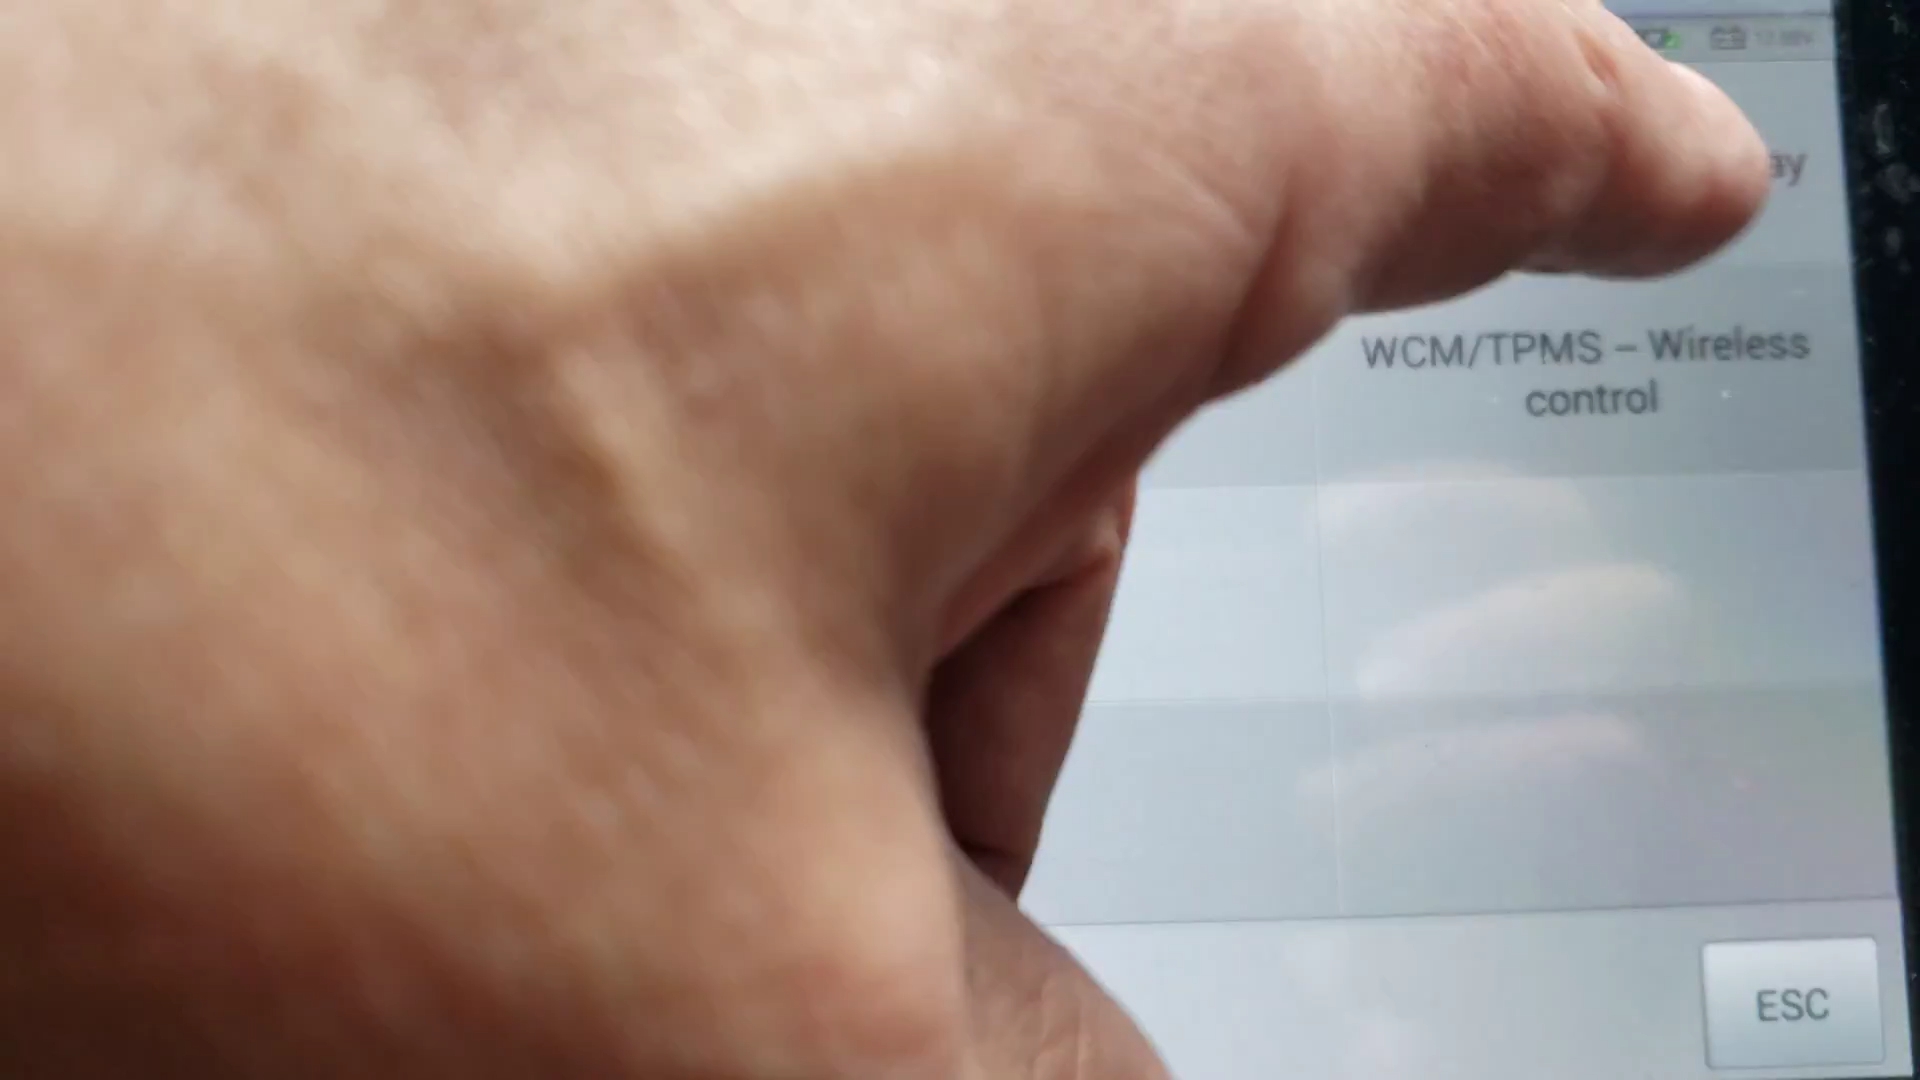 WCM/TPMS – Wireless
control
ESC